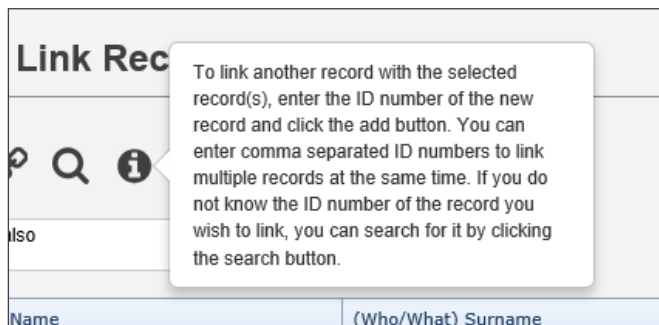 Link Rec
To link another record with the selected
record(s), enter the ID number of the new
record and click the add button. You can
enter comma separated ID numbers to link
multiple records at the same time. If you do
not know the ID number of the record you
wish to link, you can search for it by clicking
the search button.
also
Name (Who/What) Surname